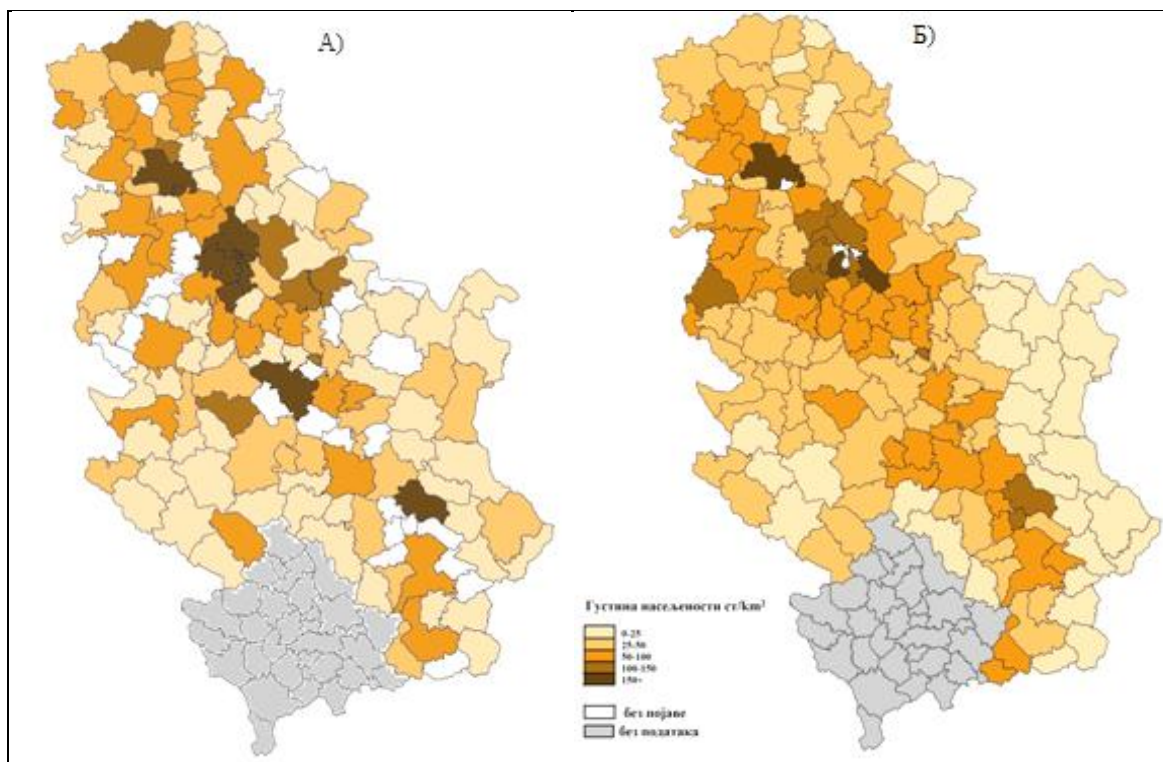 А)
Б)
Густина насељености ст/km²
0-25
25-50
50-100
100-150
150+
без појаве
без података